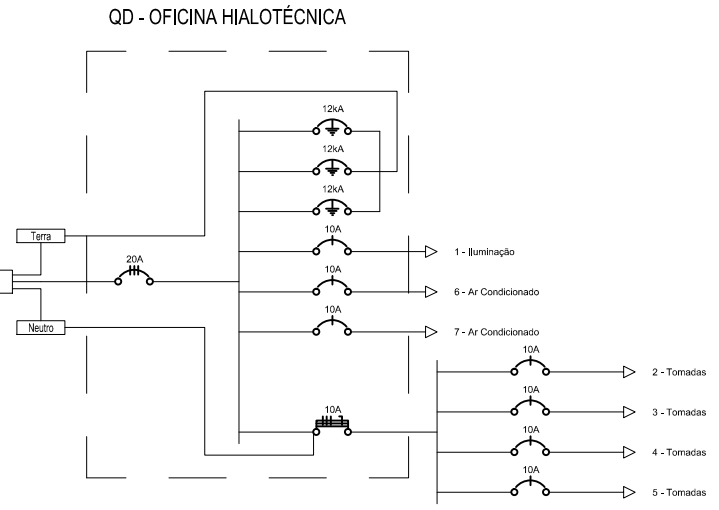 QD - OFICINA HIALOTÉCNICA
12kA
12kA
12kA
Terra
10A
1 - Iluminação
20A
10A
6 - Ar Condicionado
10A
7 - Ar Condicionado
Neutro
10A
2 - Tomadas
10A
3 - Tomadas
10A
10A
4 - Tomadas
10A
5 - Tomadas